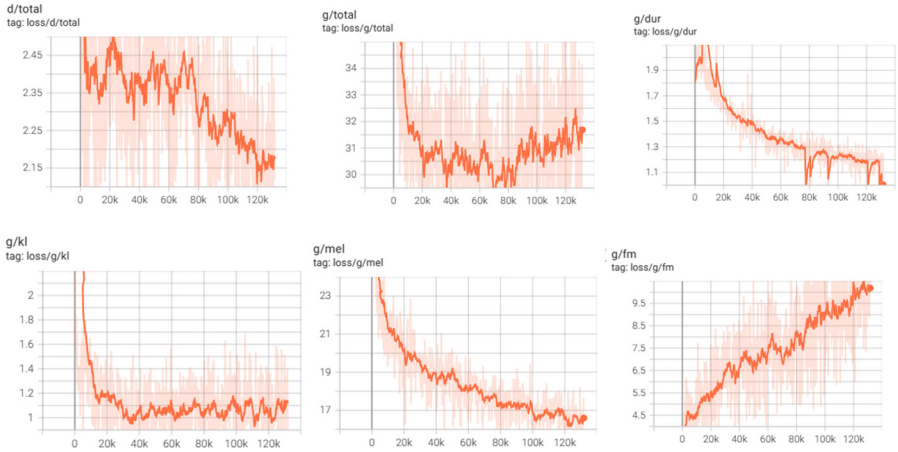 d/total
tag: loss/d/total
2.45
2.35
2.25
2.15
0 20k 40k 60k 80k 100k 120k
g/total
tag: loss/g/total
34
33
32
31
30
0 20k 40k 60k 80k 100k 120k
g/dur
tag: loss/g/dur
1.9
1.7
1.5
1.3
1.1
0 20k 40k 60k 80k 100k 120k
g/kl
tag: loss/g/kl
2
1.8
1.6
1.4
1.2
1
0 20k 40k 60k 80k 100k 120k
g/mel
tag: loss/g/mel
23
21
19
17
0 20k 40k 60k 80k 100k 120k
g/fm
tag: loss/g/fm
9.5
8.5
7.5
6.5
5.5
4.5
0 20k 40k 60k 80k 100k 120k